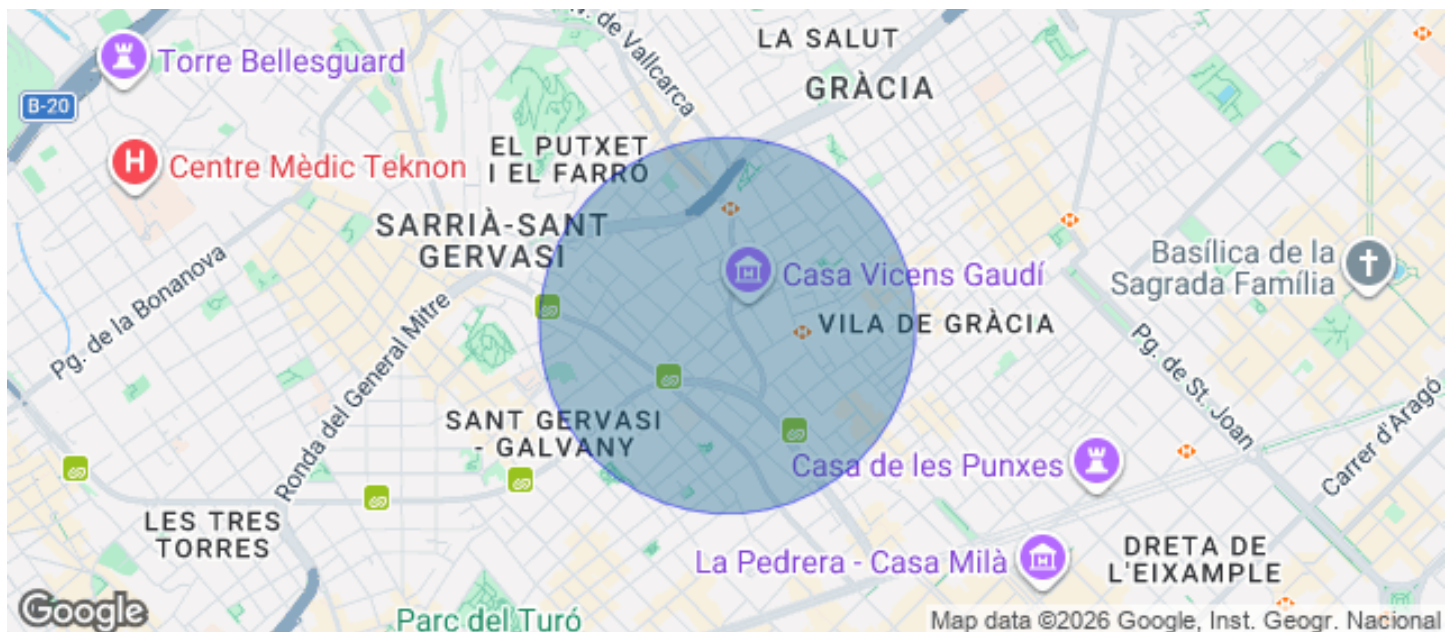 Av. de Vallcarca
LA SALUT
Torre Bellesguard
GRÀCIA
B-20
EL PUTXET
I EL FARRÓ
H
Centre Mèdic Teknon
SARRIÀ-SANT
GERVASI
Basílica de la
Sagrada Família
Casa Vicens Gaudí
Pg. de la Bonanova
VILA DE GRÀCIA
Ronda del General Mitre
Pg. de St. Joan
SANT GERVASI
- GALVANY
Carrer d'Aragó
Casa de les Punxes
LES TRES
TORRES
La Pedrera - Casa Milà
DRETA DE
L'EIXAMPLE
Google
Parc del Turó
Map data ©2026 Google, Inst. Geogr. Nacional